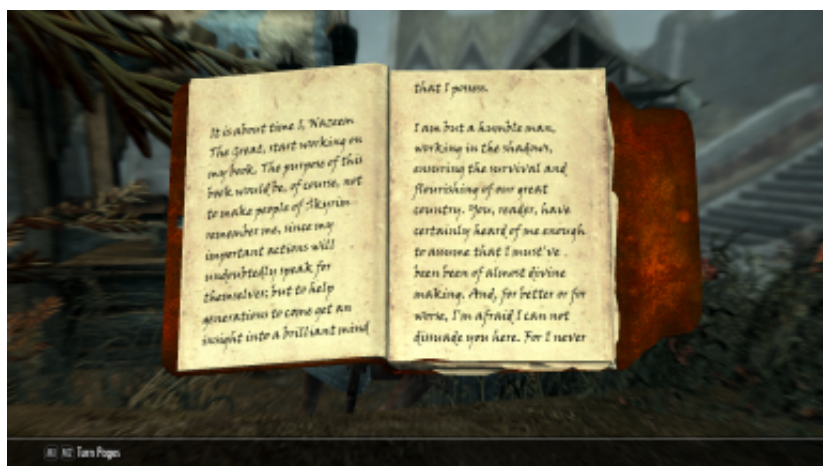 It is about time I, Nazeem
The Great, start working on
my book. The purpose of this
book would be, of course, not
to make people of Skyrim
remember me, since my
important actions will
undoubtedly speak for
themselves; but to help
generations to come get an
insight into a brilliant mind
that I posses.
I am but a humble man,
working in the shadows,
ensuring the survival and
flourishing of our great
country. You, reader, have
certainly heard of me enough
to assume that I must've
been been of almost divine
making. And, for better or for
worse, I'm afraid I can not
dissuade you here. For I never
Turn Pages